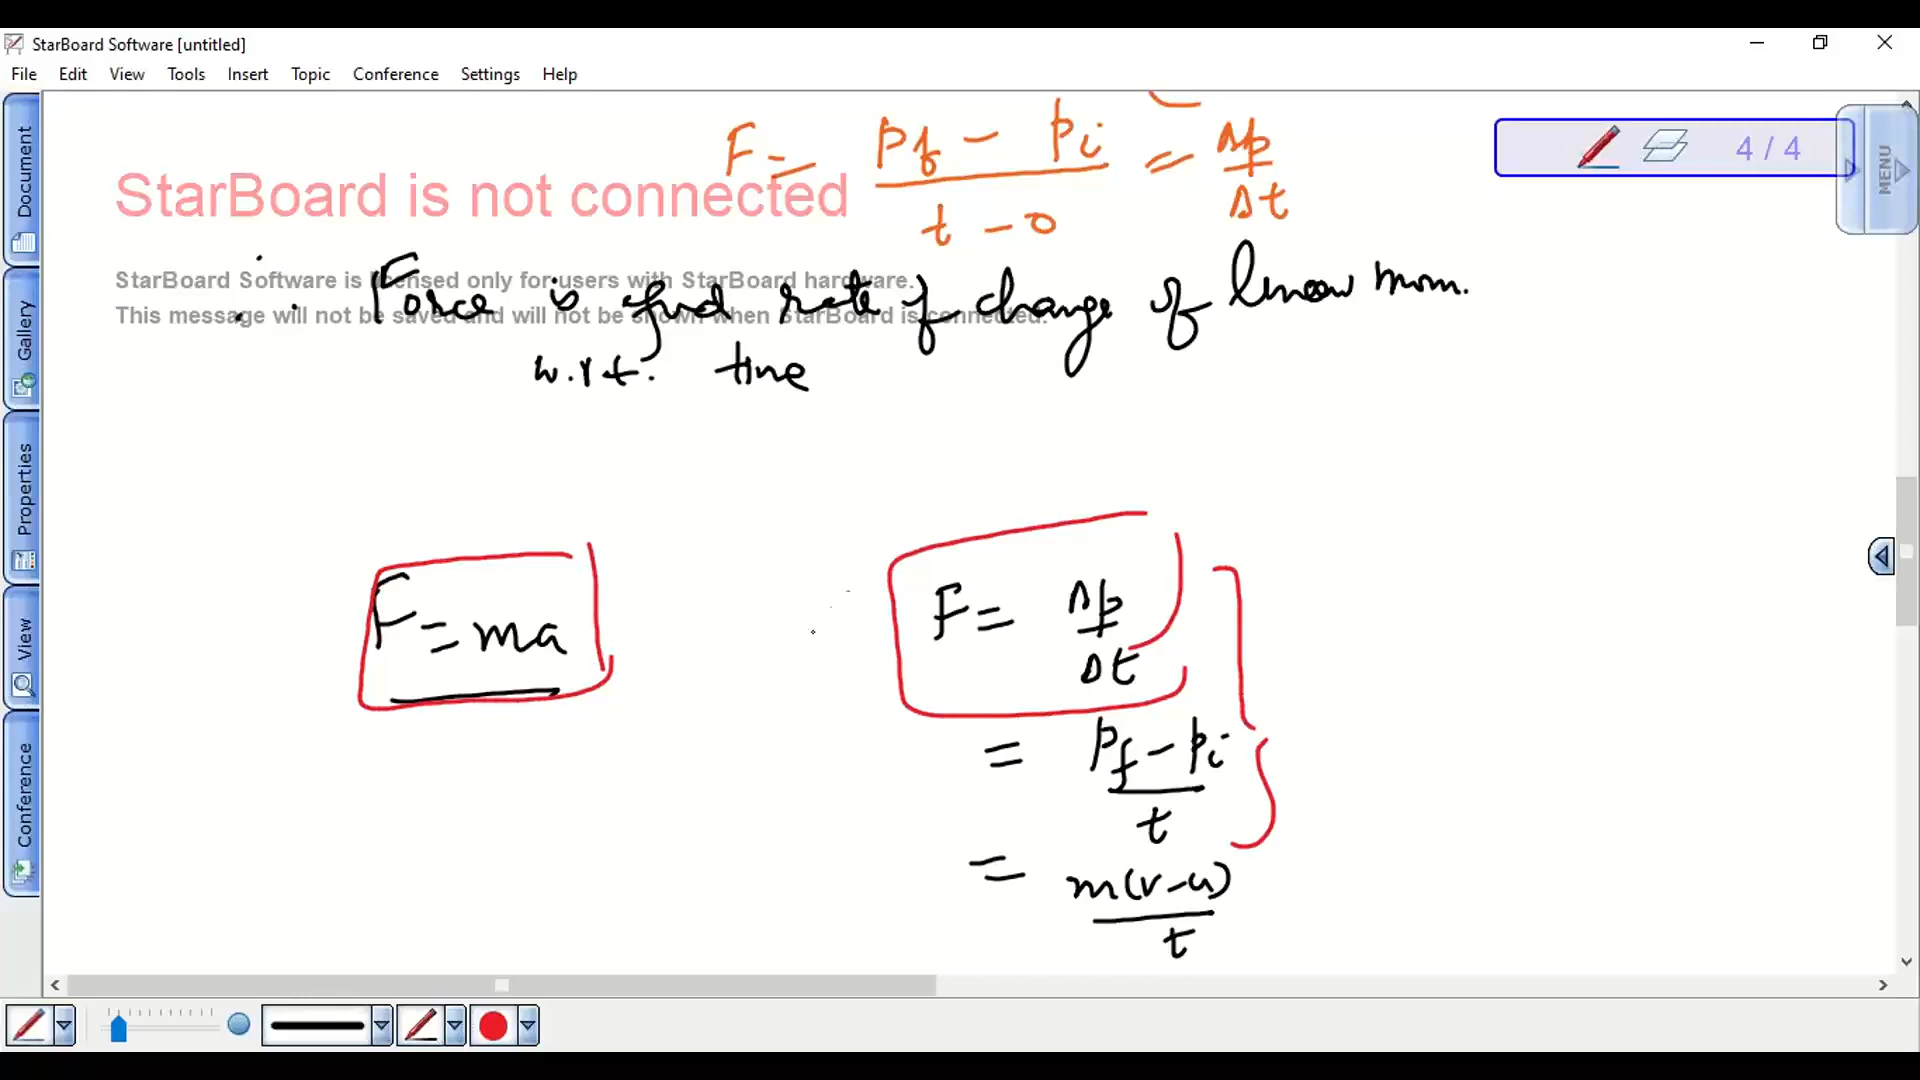 StarBoard Software [untitled]
File Edit View Tools Insert Topic Conference Settings Help
F = pf - pi / t - 0 = Δp / Δt
4 / 4
MENU
StarBoard is not connected
StarBoard Software is licensed only for users with StarBoard hardware.
This message will not be saved and will not be shown when StarBoard is connected.
∴ Force is rate of change of linear mom.
w.r.t. time
F = ma
F = Δp / Δt
= pf - pi / t
= m(v-u) / t
Document
Gallery
Properties
View
Conference